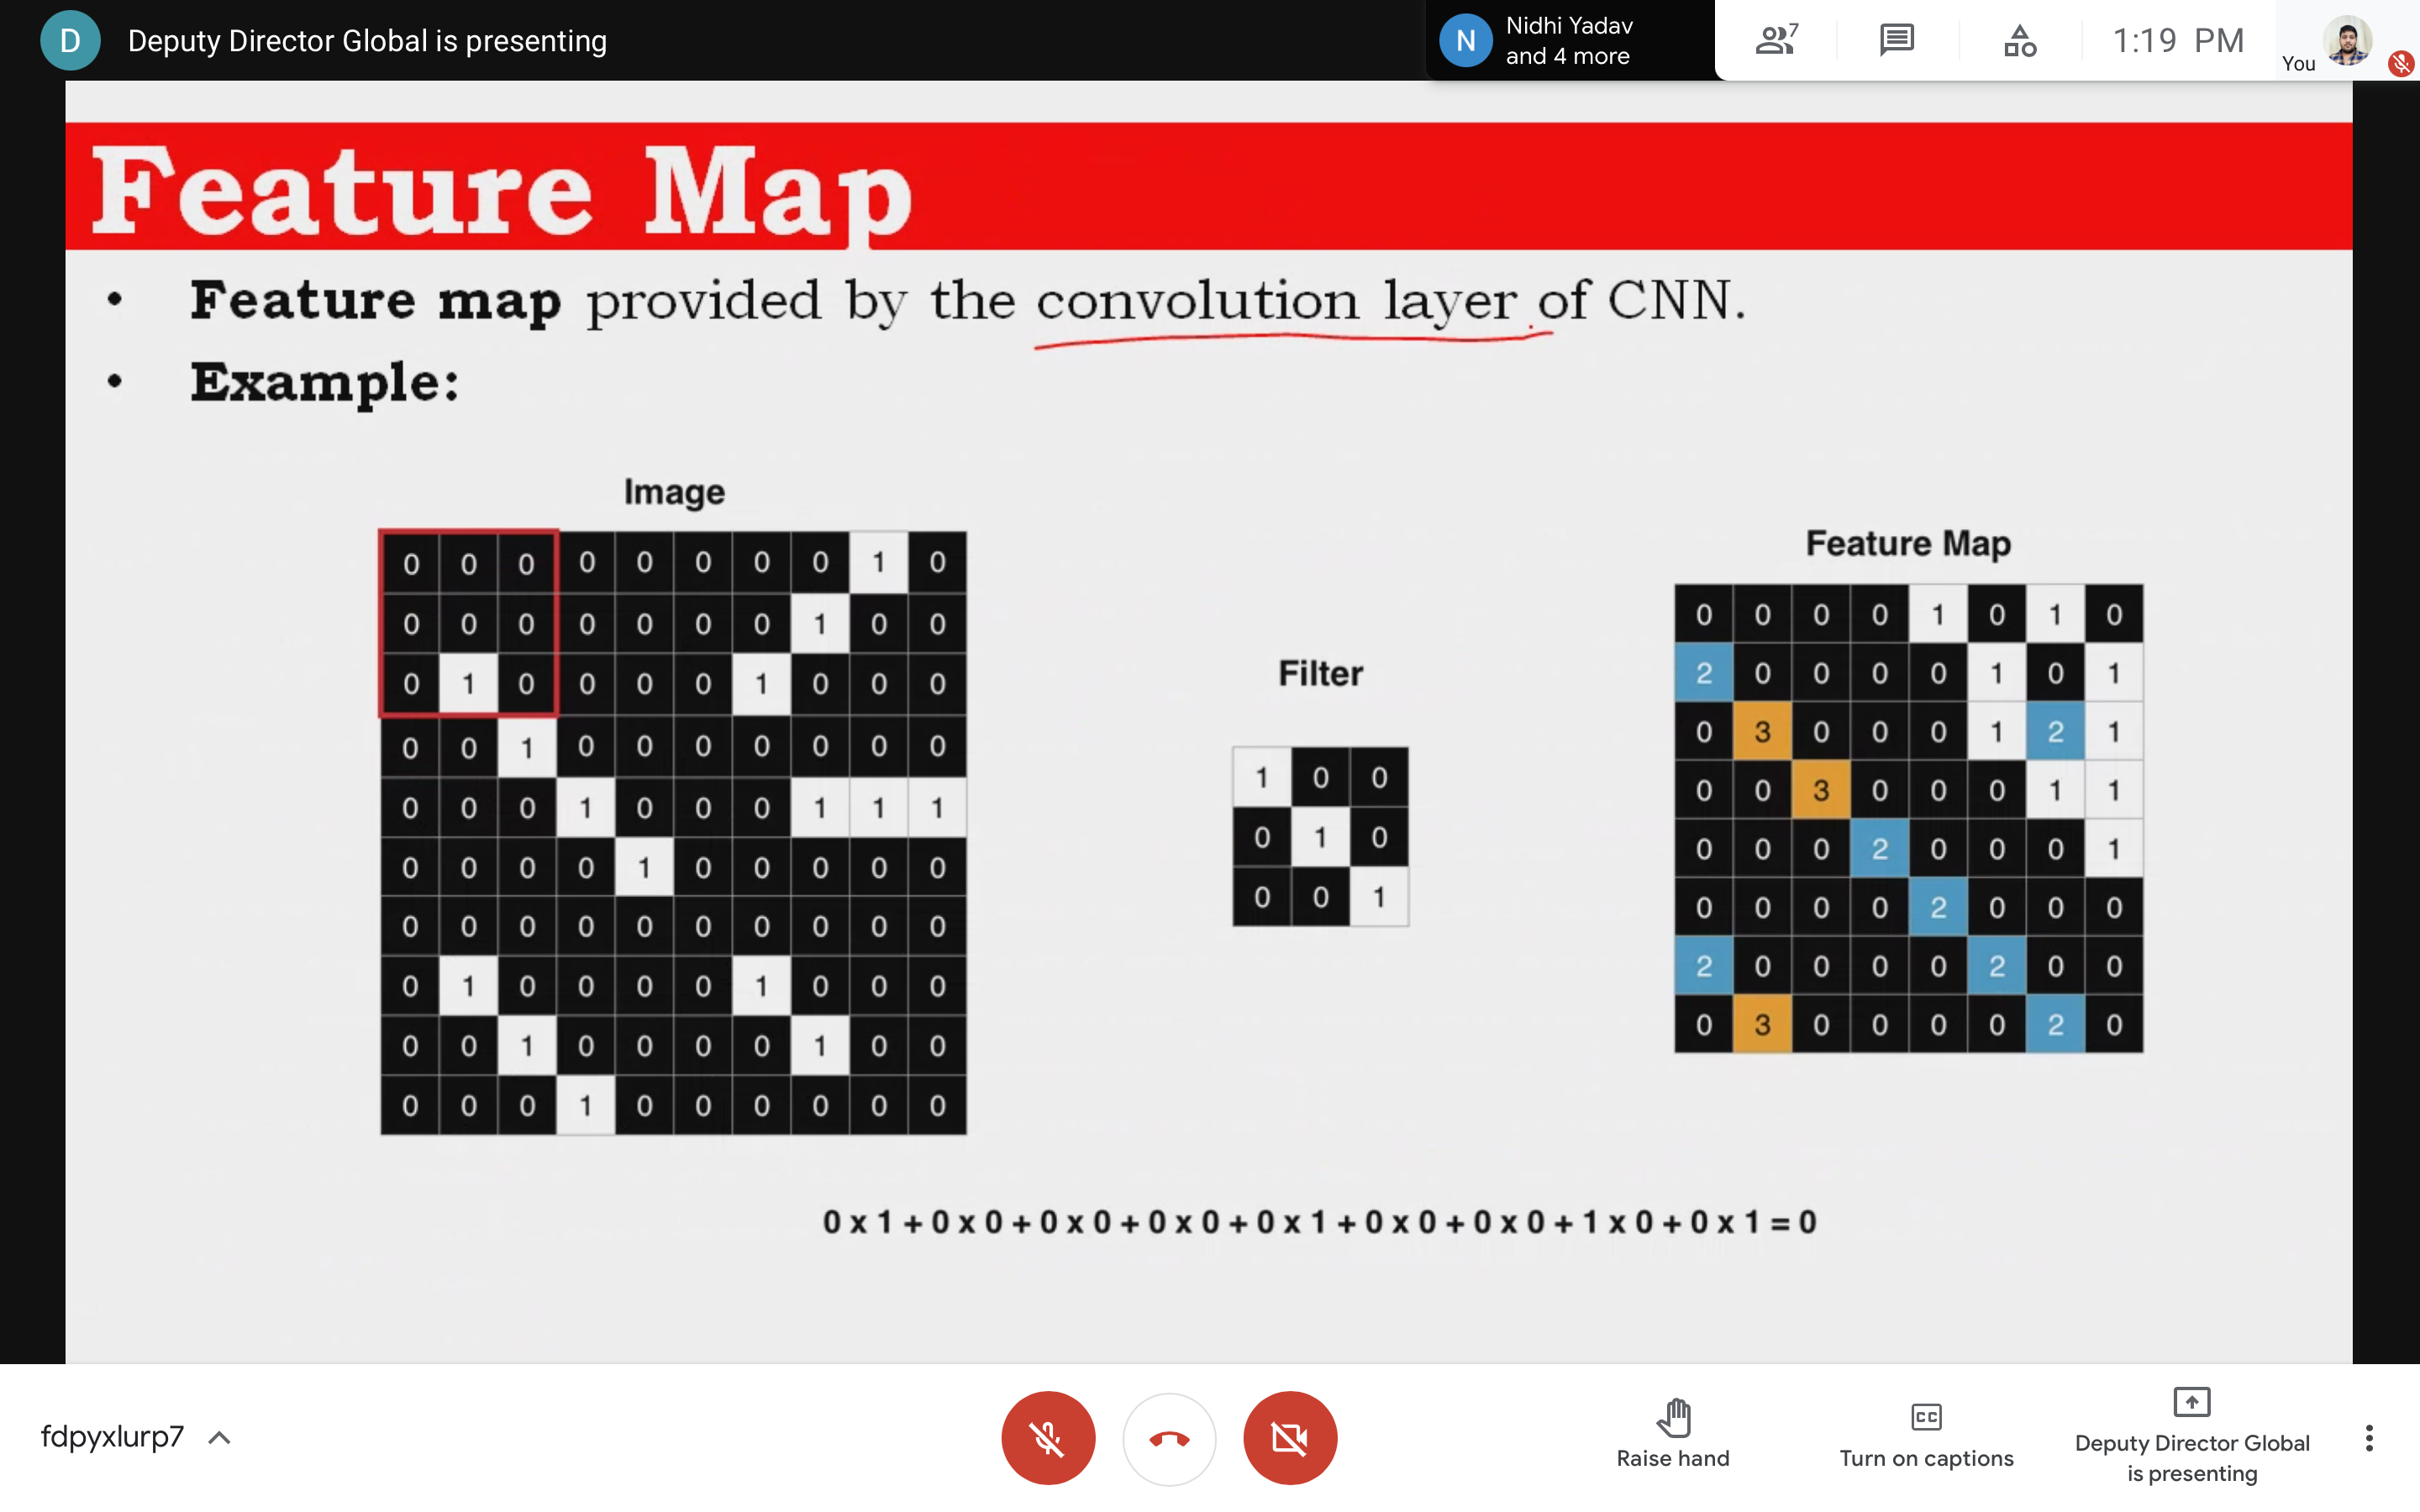 D Deputy Director Global is presenting
N Nidhi Yadav
and 4 more
7
1:19 PM
You
Feature Map
• Feature map provided by the convolution layer of CNN.
• Example:
Image
0 0 0 0 0 0 0 0 1 0
0 0 0 0 0 0 0 1 0 0
0 1 0 0 0 0 1 0 0 0
0 0 1 0 0 0 0 0 0 0
0 0 0 1 0 0 0 1 1 1
0 0 0 0 1 0 0 0 0 0
0 0 0 0 0 0 0 0 0 0
0 1 0 0 0 0 1 0 0 0
0 0 1 0 0 0 0 1 0 0
0 0 0 1 0 0 0 0 0 0
Filter
1 0 0
0 1 0
0 0 1
Feature Map
0 0 0 0 1 0 1 0
2 0 0 0 0 1 0 1
0 3 0 0 0 1 2 1
0 0 3 0 0 0 1 1
0 0 0 2 0 0 0 1
0 0 0 0 2 0 0 0
2 0 0 0 0 2 0 0
0 3 0 0 0 0 2 0
0 x 1 + 0 x 0 + 0 x 0 + 0 x 0 + 0 x 1 + 0 x 0 + 0 x 0 + 1 x 0 + 0 x 1 = 0
fdpyxlurp7
Raise hand
CC
Turn on captions
Deputy Director Global
is presenting